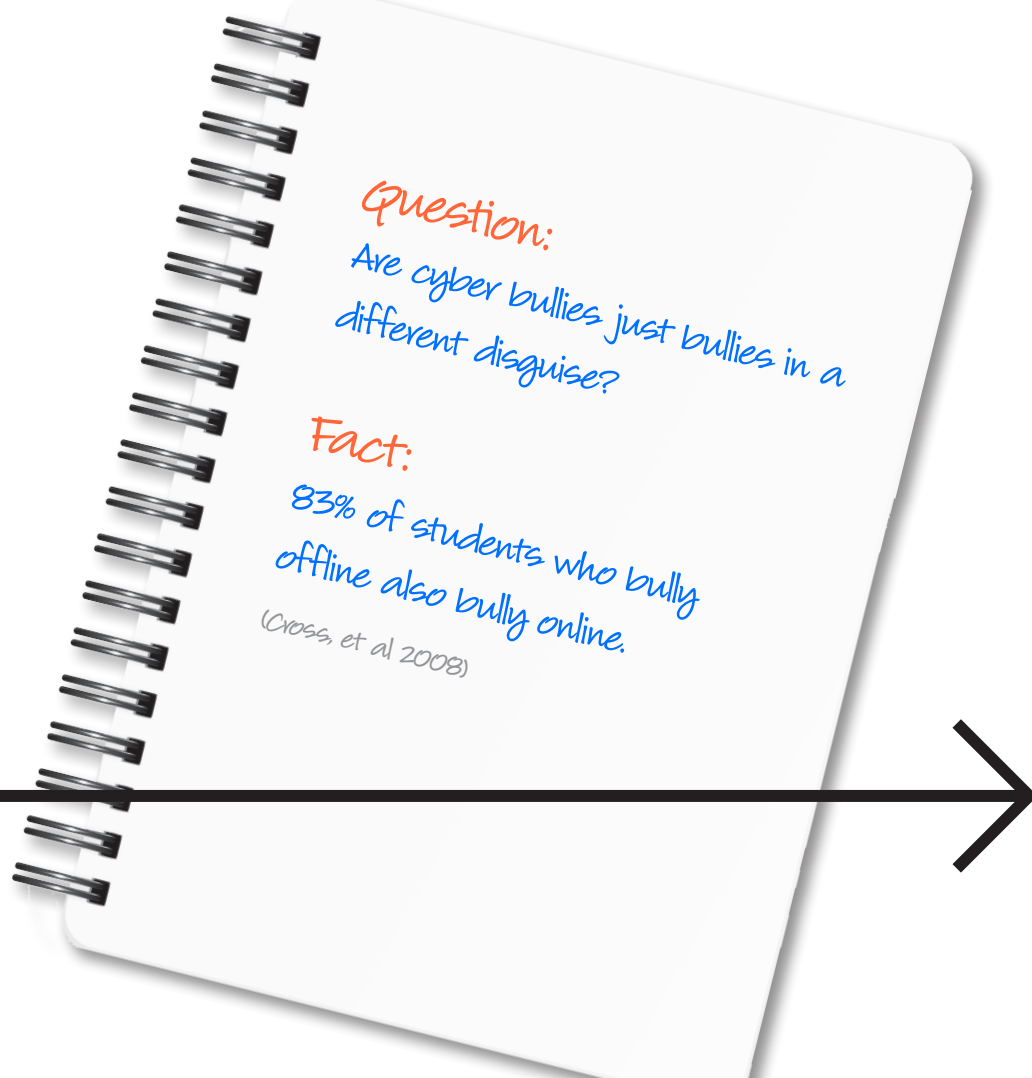 Question:
Are cyber bullies just bullies in a
different disguise?
Fact:
83% of students who bully
offline also bully online.
(Cross, et al 2008)